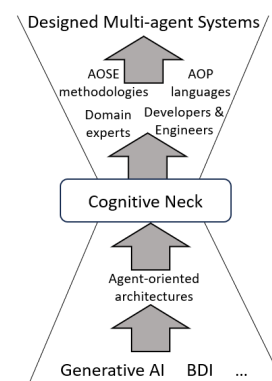 Designed Multi-agent Systems
AOSE methodologies
AOP languages
Domain experts
Developers & Engineers
Cognitive Neck
Agent-oriented
architectures
Generative AI BDI ...